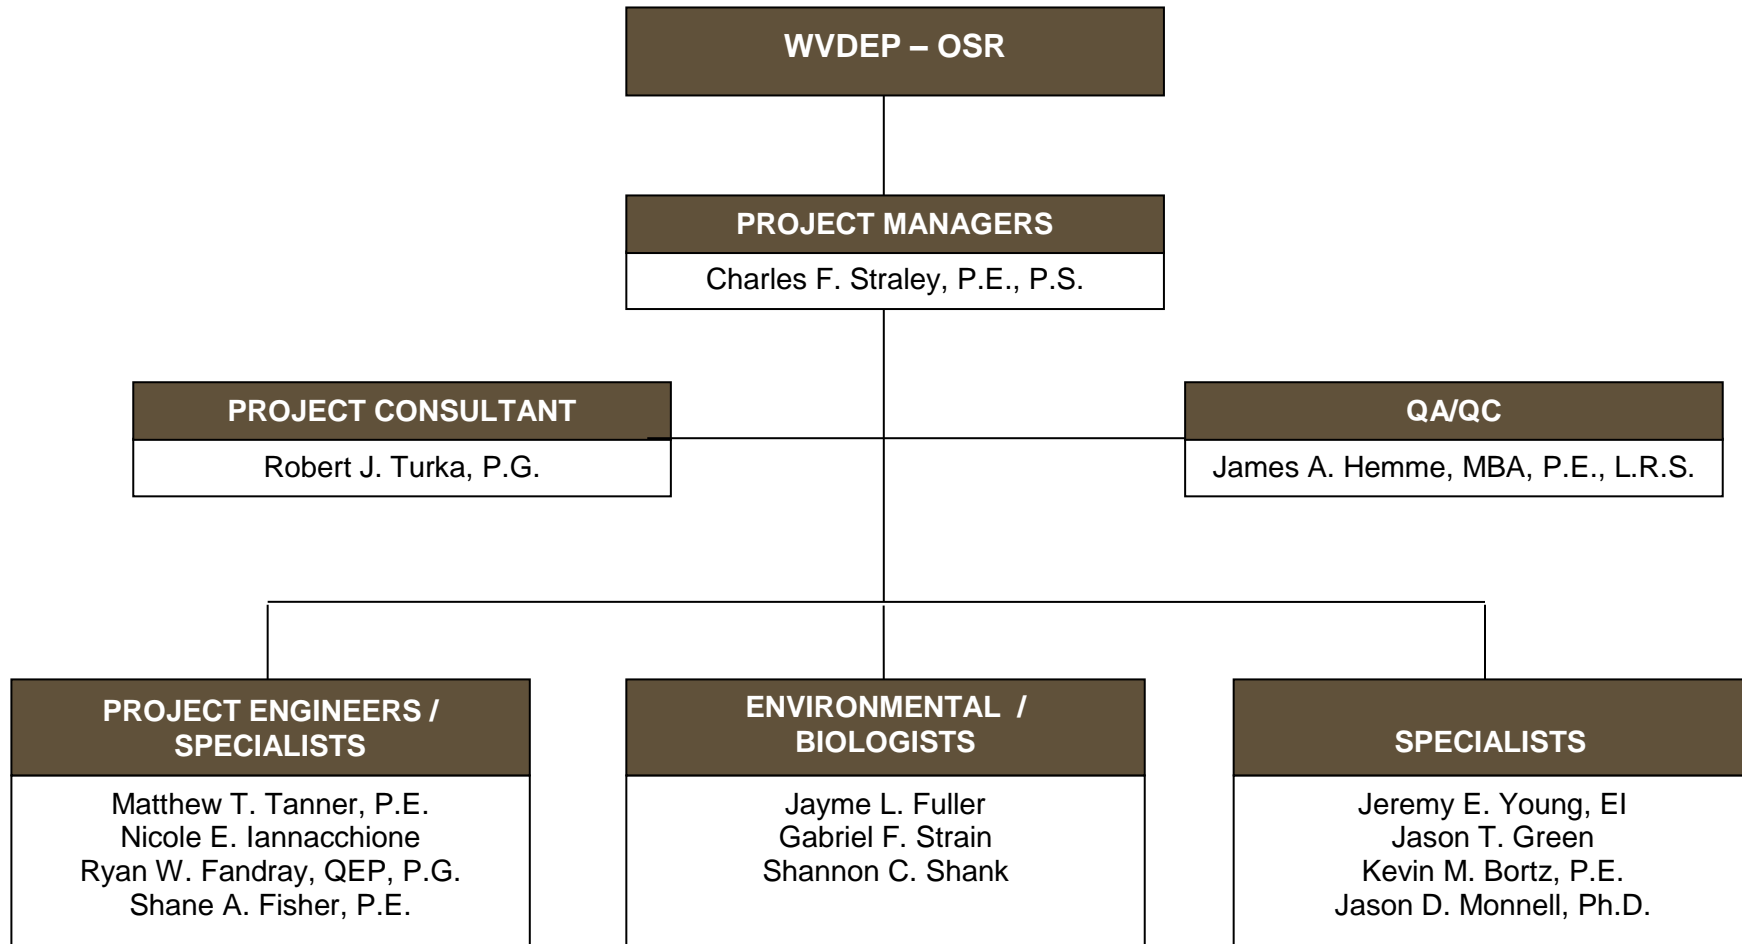 WVDEP – OSR
PROJECT MANAGERS
Charles F. Straley, P.E., P.S.
PROJECT CONSULTANT
Robert J. Turka, P.G.
QA/QC
James A. Hemme, MBA, P.E., L.R.S.
PROJECT ENGINEERS /
SPECIALISTS
Matthew T. Tanner, P.E.
Nicole E. Iannacchione
Ryan W. Fandray, QEP, P.G.
Shane A. Fisher, P.E.
ENVIRONMENTAL /
BIOLOGISTS
Jayme L. Fuller
Gabriel F. Strain
Shannon C. Shank
SPECIALISTS
Jeremy E. Young, EI
Jason T. Green
Kevin M. Bortz, P.E.
Jason D. Monnell, Ph.D.